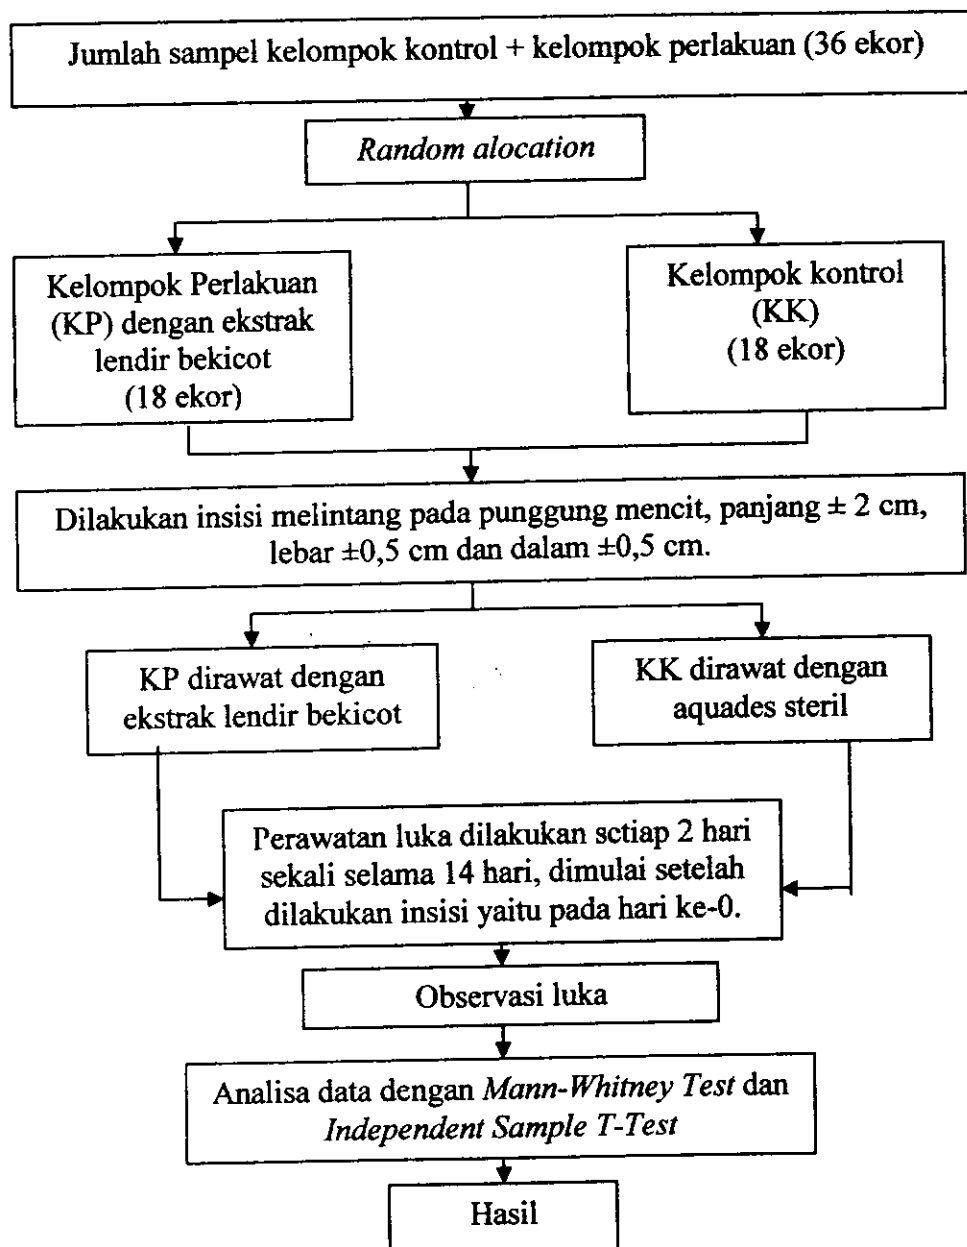 Jumlah sampel kelompok kontrol + kelompok perlakuan (36 ekor)
Random alocation
Kelompok Perlakuan
(KP) dengan ekstrak
lendir bekicot
(18 ekor)
Kelompok kontrol
(KK)
(18 ekor)
Dilakukan insisi melintang pada punggung mencit, panjang ± 2 cm,
lebar ±0,5 cm dan dalam ±0,5 cm.
KP dirawat dengan
ekstrak lendir bekicot
KK dirawat dengan
aquades steril
Perawatan luka dilakukan setiap 2 hari
sekali selama 14 hari, dimulai setelah
dilakukan insisi yaitu pada hari ke-0.
Observasi luka
Analisa data dengan Mann-Whitney Test dan
Independent Sample T-Test
Hasil